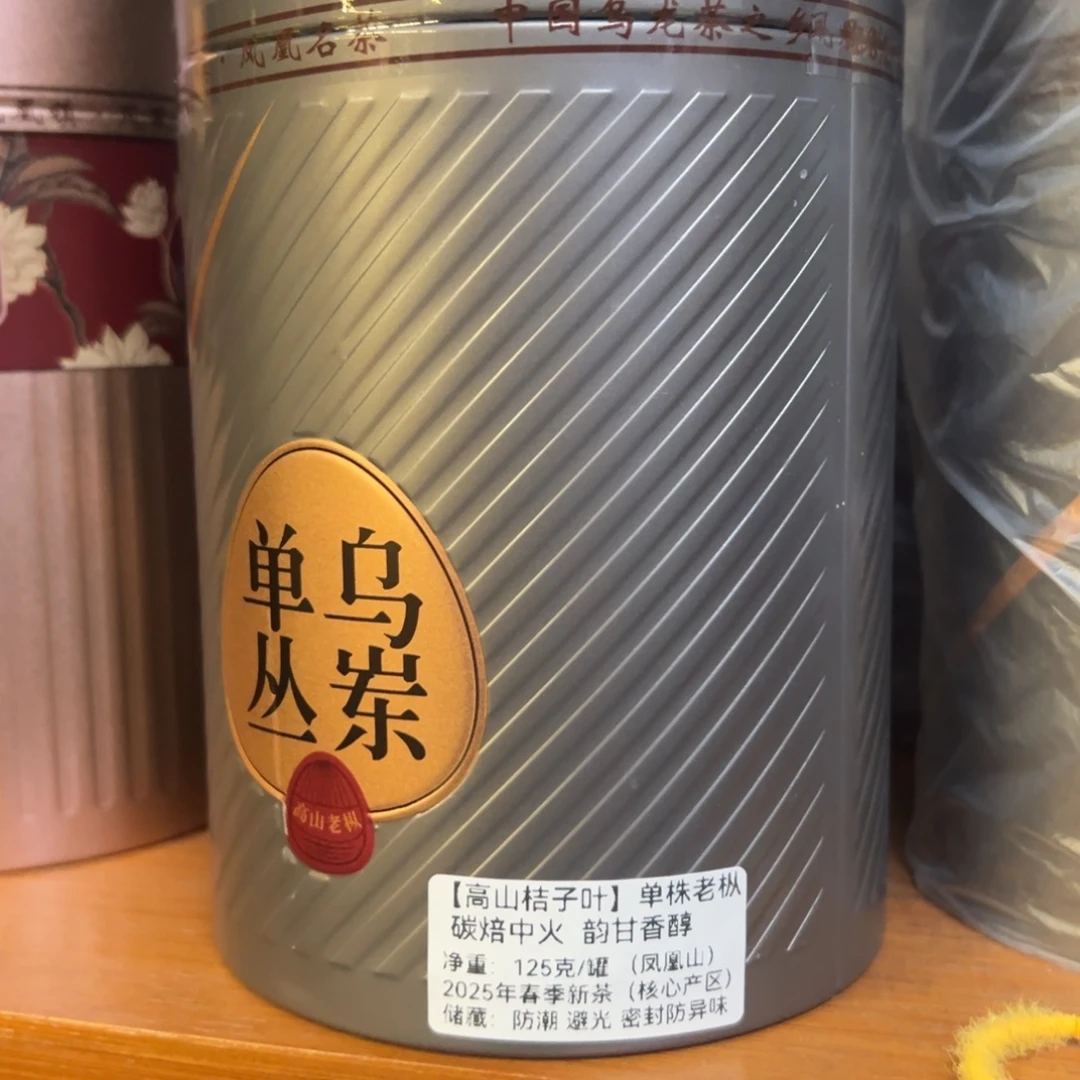 凤凰名茶
中国乌龙茶之乡
乌岽
单丛
高山老枞
【高山桔子叶】 单株老枞
碳焙中火 韵甘香醇
净重: 125克/罐 (凤凰山)
2025年春季新茶 (核心产区)
储藏: 防潮 避光 密封防异味